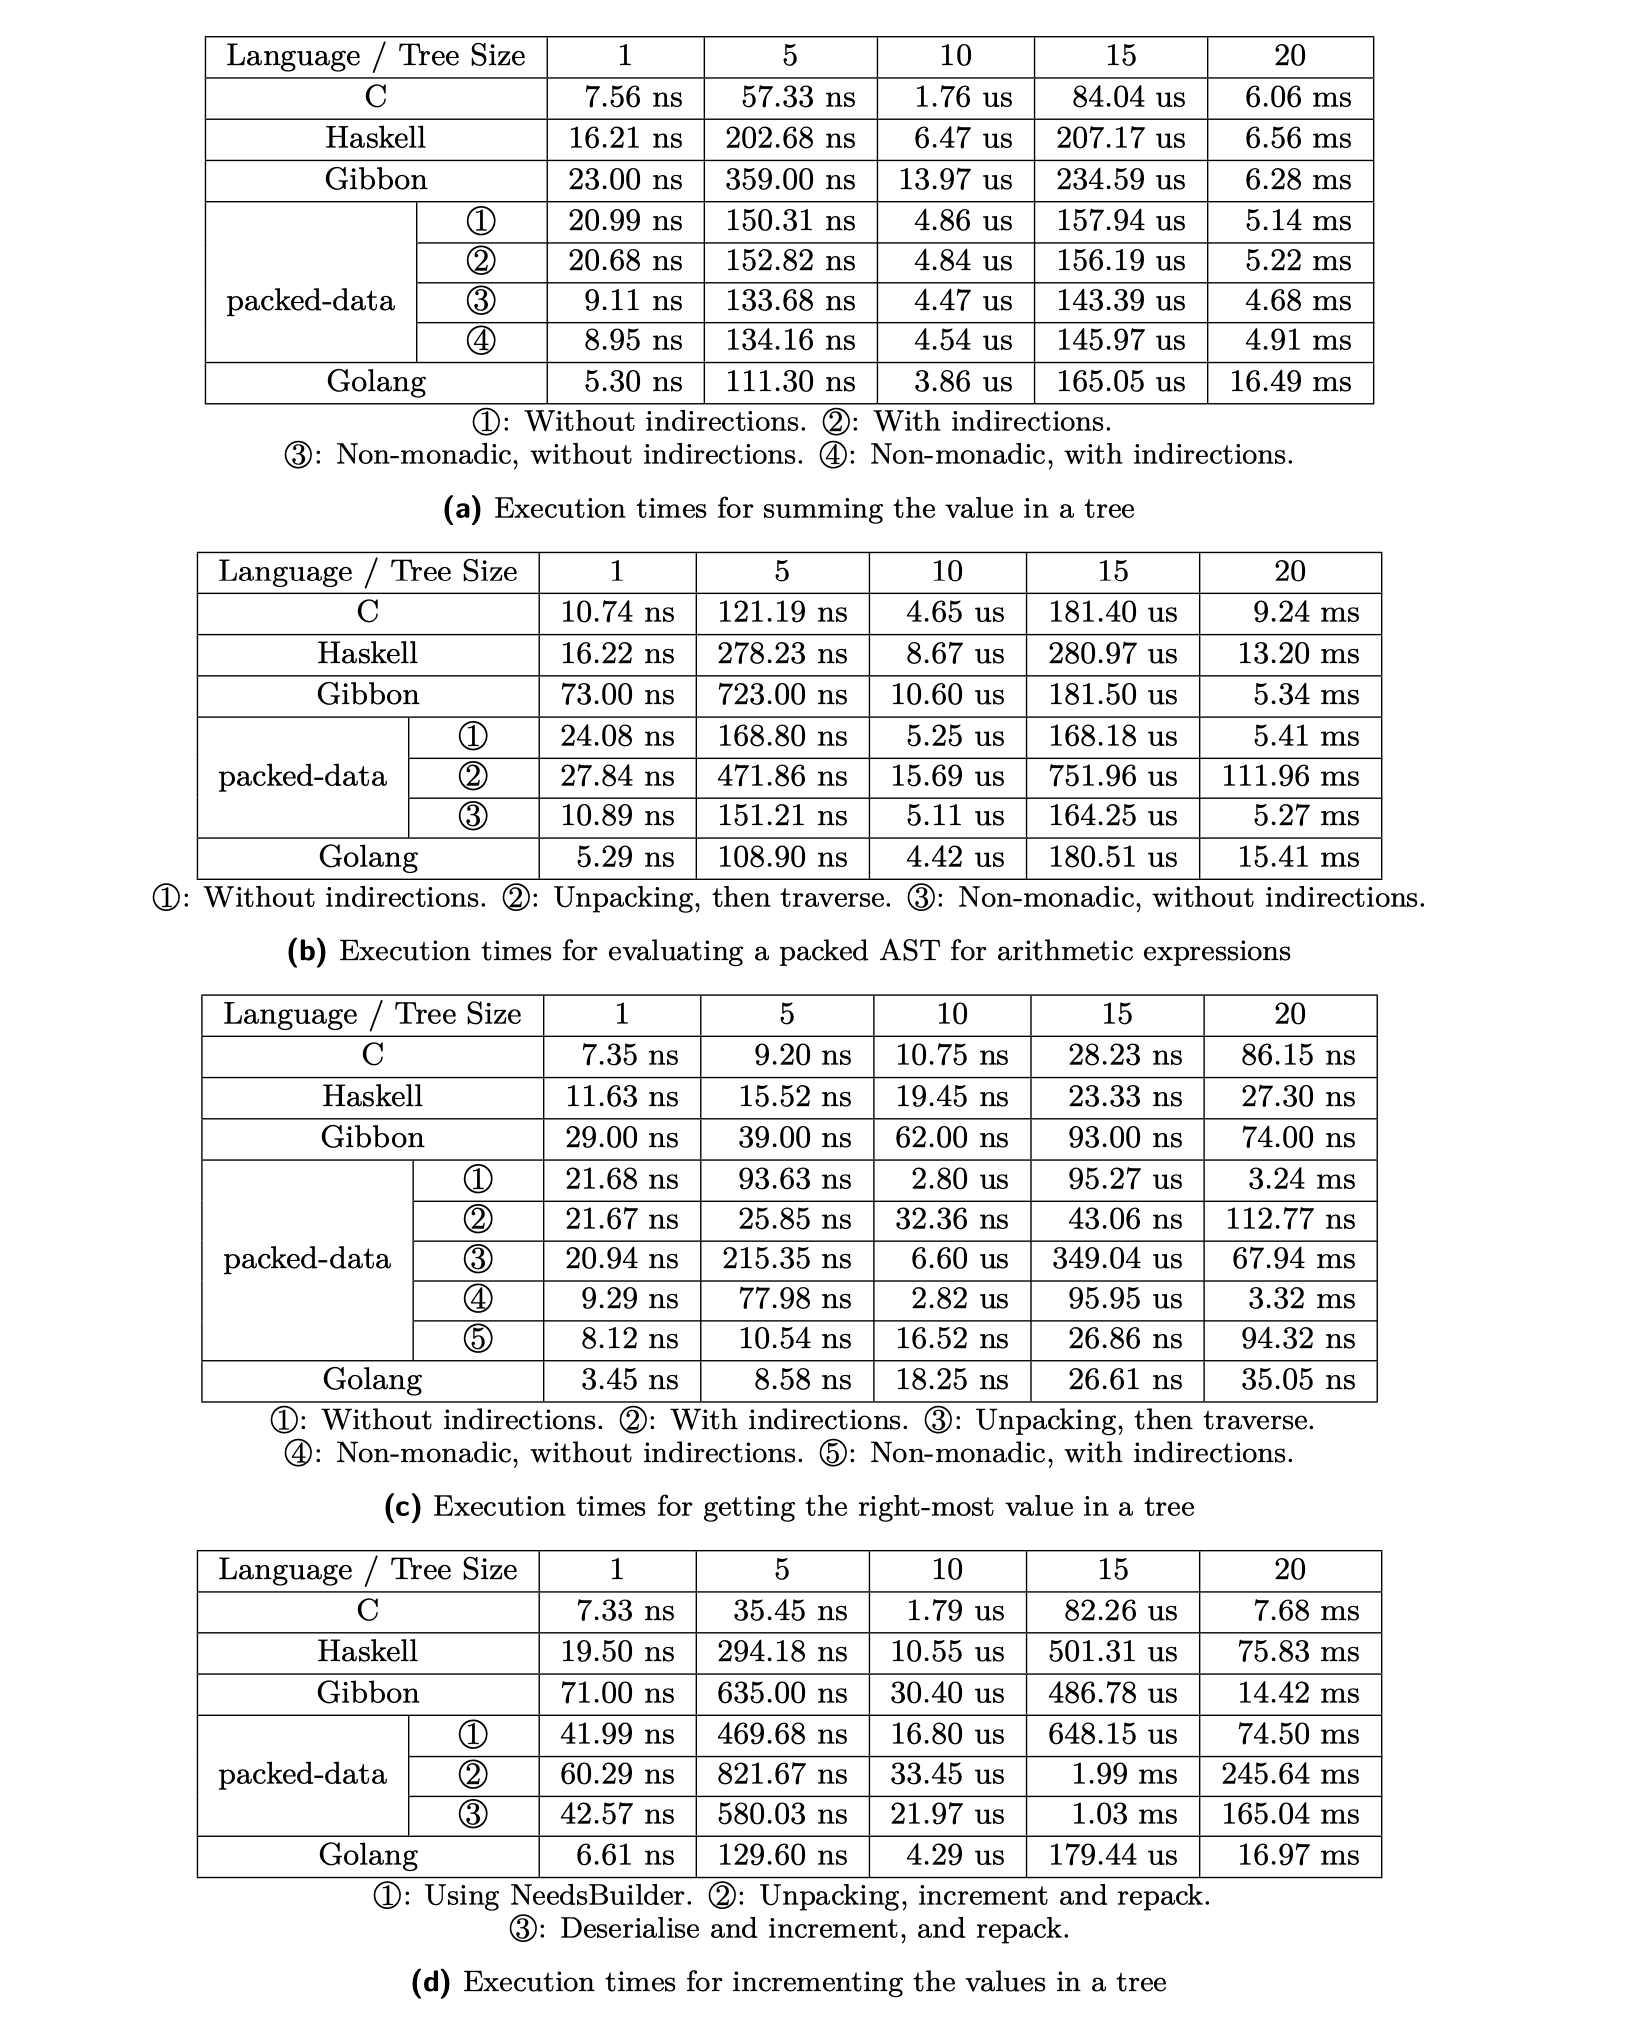 Language / Tree Size 1 5 10 15 20
C 7.56 ns 57.33 ns 1.76 us 84.04 us 6.06 ms
Haskell 16.21 ns 202.68 ns 6.47 us 207.17 us 6.56 ms
Gibbon 23.00 ns 359.00 ns 13.97 us 234.59 us 6.28 ms
① 20.99 ns 150.31 ns 4.86 us 157.94 us 5.14 ms
② 20.68 ns 152.82 ns 4.84 us 156.19 us 5.22 ms
packed-data ③ 9.11 ns 133.68 ns 4.47 us 143.39 us 4.68 ms
④ 8.95 ns 134.16 ns 4.54 us 145.97 us 4.91 ms
Golang 5.30 ns 111.30 ns 3.86 us 165.05 us 16.49 ms
①: Without indirections. ②: With indirections.
③: Non-monadic, without indirections. ④: Non-monadic, with indirections.
(a) Execution times for summing the value in a tree
Language / Tree Size 1 5 10 15 20
C 10.74 ns 121.19 ns 4.65 us 181.40 us 9.24 ms
Haskell 16.22 ns 278.23 ns 8.67 us 280.97 us 13.20 ms
Gibbon 73.00 ns 723.00 ns 10.60 us 181.50 us 5.34 ms
① 24.08 ns 168.80 ns 5.25 us 168.18 us 5.41 ms
packed-data ② 27.84 ns 471.86 ns 15.69 us 751.96 us 111.96 ms
③ 10.89 ns 151.21 ns 5.11 us 164.25 us 5.27 ms
Golang 5.29 ns 108.90 ns 4.42 us 180.51 us 15.41 ms
①: Without indirections. ②: Unpacking, then traverse. ③: Non-monadic, without indirections.
(b) Execution times for evaluating a packed AST for arithmetic expressions
Language / Tree Size 1 5 10 15 20
C 7.35 ns 9.20 ns 10.75 ns 28.23 ns 86.15 ns
Haskell 11.63 ns 15.52 ns 19.45 ns 23.33 ns 27.30 ns
Gibbon 29.00 ns 39.00 ns 62.00 ns 93.00 ns 74.00 ns
① 21.68 ns 93.63 ns 2.80 us 95.27 us 3.24 ms
② 21.67 ns 25.85 ns 32.36 ns 43.06 ns 112.77 ns
packed-data ③ 20.94 ns 215.35 ns 6.60 us 349.04 us 67.94 ms
④ 9.29 ns 77.98 ns 2.82 us 95.95 us 3.32 ms
⑤ 8.12 ns 10.54 ns 16.52 ns 26.86 ns 94.32 ns
Golang 3.45 ns 8.58 ns 18.25 ns 26.61 ns 35.05 ns
①: Without indirections. ②: With indirections. ③: Unpacking, then traverse.
④: Non-monadic, without indirections. ⑤: Non-monadic, with indirections.
(c) Execution times for getting the right-most value in a tree
Language / Tree Size 1 5 10 15 20
C 7.33 ns 35.45 ns 1.79 us 82.26 us 7.68 ms
Haskell 19.50 ns 294.18 ns 10.55 us 501.31 us 75.83 ms
Gibbon 71.00 ns 635.00 ns 30.40 us 486.78 us 14.42 ms
① 41.99 ns 469.68 ns 16.80 us 648.15 us 74.50 ms
packed-data ② 60.29 ns 821.67 ns 33.45 us 1.99 ms 245.64 ms
③ 42.57 ns 580.03 ns 21.97 us 1.03 ms 165.04 ms
Golang 6.61 ns 129.60 ns 4.29 us 179.44 us 16.97 ms
①: Using NeedsBuilder. ②: Unpacking, increment and repack.
③: Deserialise and increment, and repack.
(d) Execution times for incrementing the values in a tree